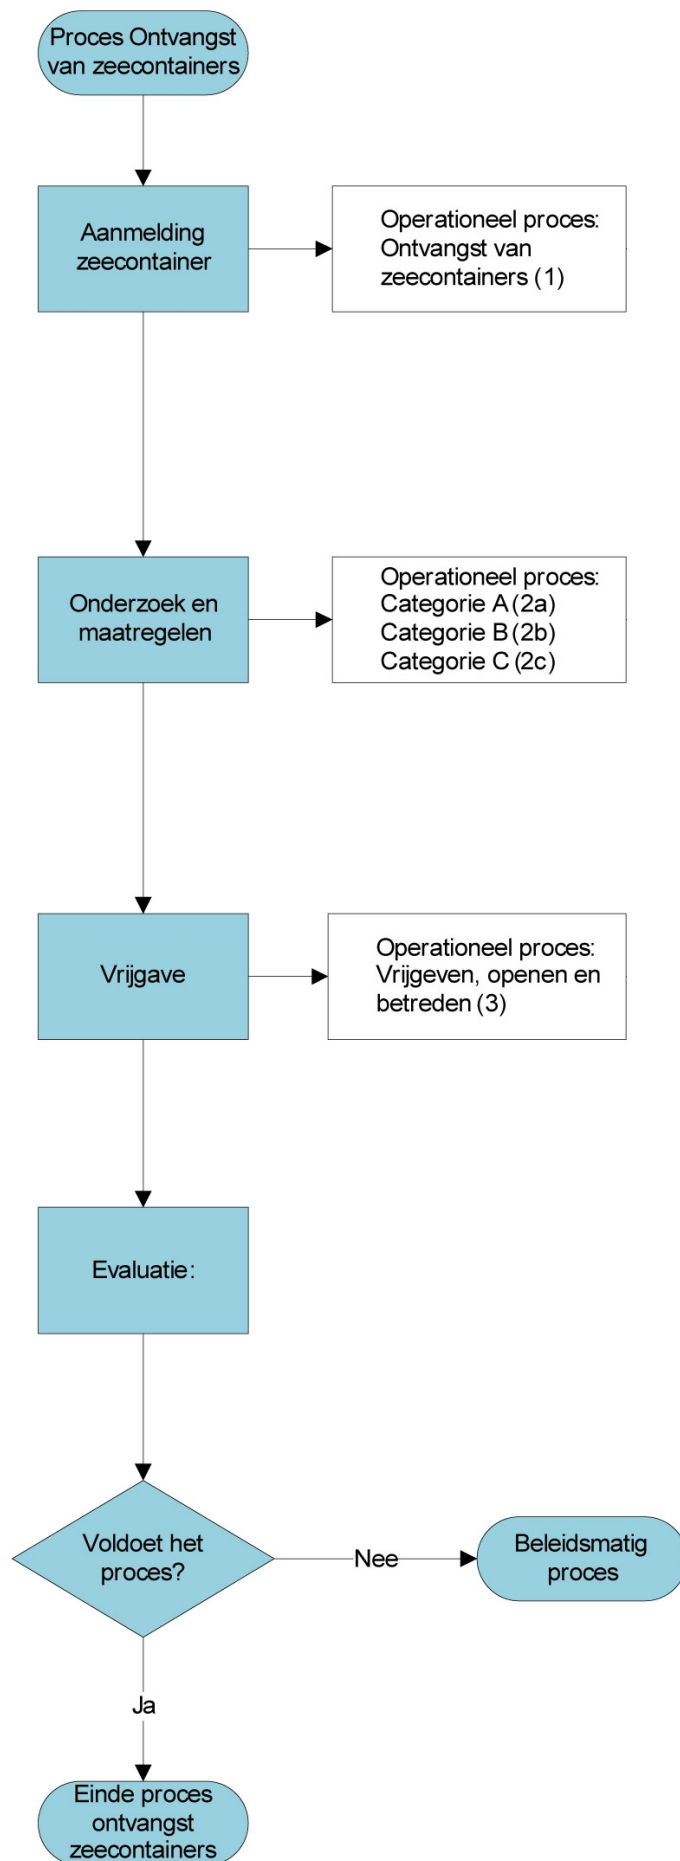 Proces Ontvangst
van zeecontainers
Aanmelding
zeecontainer
Operationeel proces:
Ontvangst van
zeecontainers (1)
Onderzoek en
maatregelen
Operationeel proces:
Categorie A (2a)
Categorie B (2b)
Categorie C (2c)
Vrijgave
Operationeel proces:
Vrijgeven, openen en
betreden (3)
Evaluatie:
Voldoet het
proces?
Nee
Beleidsmatig
proces
Ja
Einde proces
ontvangst
zeecontainers